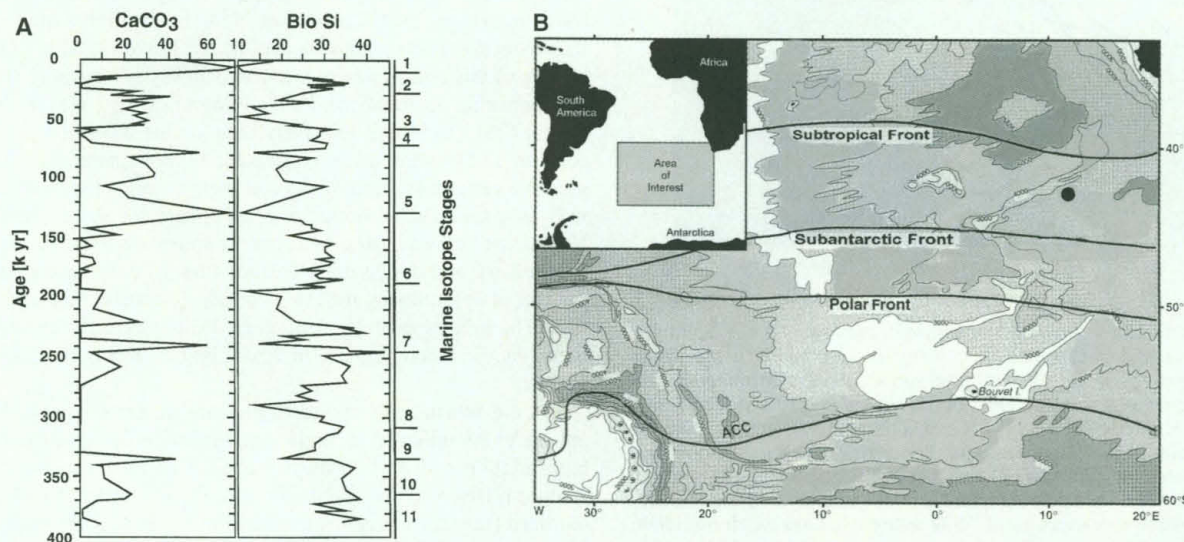 A
CaCO3
Bio Si
0 20 40 60
10 20 30 40
Age [k yr]
0
50
100
150
200
250
300
350
400
1
2
3
4
5
6
7
8
9
10
11
Marine Isotope Stages
B
South America
Africa
Area of Interest
Antarctica
Subtropical Front
Subantarctic Front
Polar Front
Bouvet I.
ACC
40°
50°
60°S
W 30° 20° 10° 0° 10° 20°E